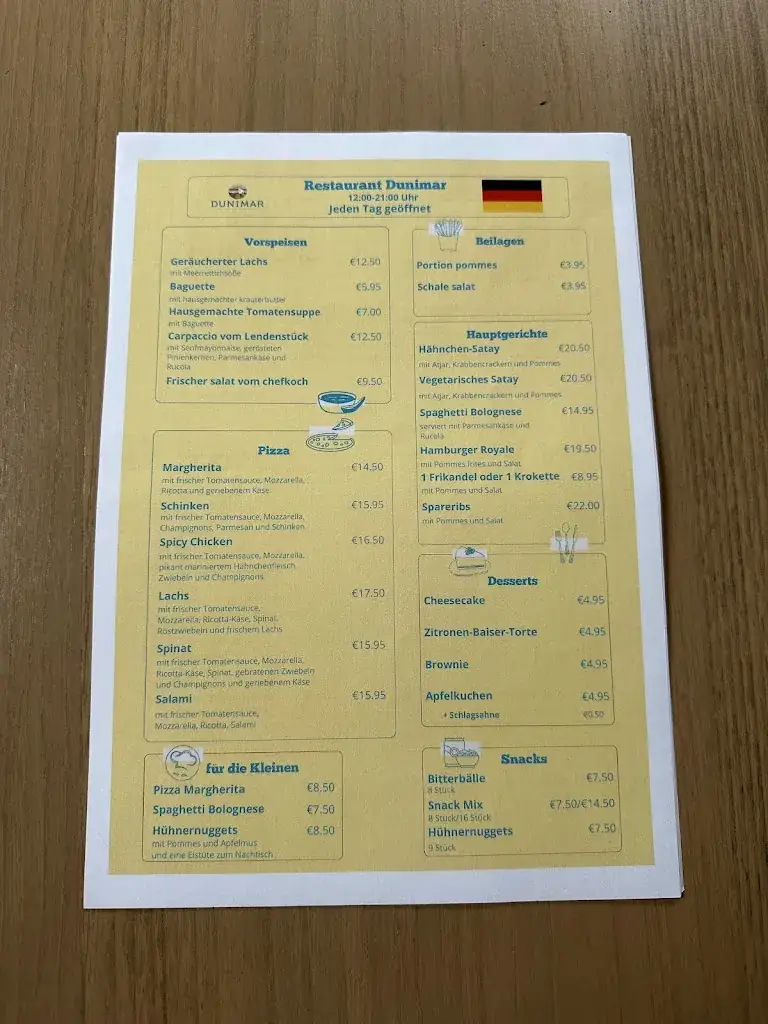 DUNIMAR
Restaurant Dunimar
12:00-21:00 Uhr
Jeden Tag geöffnet
Vorspeisen
Geräucherter Lachs €12.50
mit Meerrettichsoße
Baguette €5.95
mit hausgemachter krauterbutter
Hausgemachte Tomatensuppe €7.00
mit Baguette
Carpaccio vom Lendenstück €12.50
mit Senfmayonnaise, gerösteten
Pinienkernen, Parmesankäse und
Rucola
Frischer salat vom chefkoch €9.50
Pizza
Margherita €14.50
mit frischer Tomatensauce, Mozzarella,
Ricotta und geriebenem Käse
Schinken €15.95
mit frischer Tomatensauce, Mozzarella,
Champignons, Parmesan und Schinken
Spicy Chicken €16.50
mit frischer Tomatensauce, Mozzarella,
pikant mariniertem Hähnchenfleisch
Zwiebeln und Champignons
Lachs €17.50
mit frischer Tomatensauce,
Mozzarella, Ricotta-Käse, Spinat,
Röstzwiebeln und frischem Lachs
Spinat €15.95
mit frischer Tomatensauce, Mozzarella,
Ricotta-Käse, Spinat, gebratenen Zwiebeln
und Champignons und geriebenem Käse
Salami €15.95
mit frischer Tomatensauce,
Mozzarella, Ricotta, Salami
für die Kleinen
Pizza Margherita €8.50
Spaghetti Bolognese €7.50
Hühnernuggets €8.50
mit Pommes und Apfelmus
und eine Eistüte zum Nachtisch
Beilagen
Portion pommes €3.95
Schale salat €3.95
Hauptgerichte
Hähnchen-Satay €20.50
mit Atjar, Krabbencrackern und Pommes
Vegetarisches Satay €20.50
mit Atjar, Krabbencrackern und Pommes
Spaghetti Bolognese €14.95
serviert mit Parmesankäse und
Rucola
Hamburger Royale €19.50
mit Pommes frites und Salat
1 Frikandel oder 1 Krokette €8.95
mit Pommes und Salat
Spareribs €22.00
mit Pommes und Salat
Desserts
Cheesecake €4.95
Zitronen-Baiser-Torte €4.95
Brownie €4.95
Apfelkuchen €4.95
+ Schlagsahne €0.50
Snacks
Bitterbälle €7.50
8 Stück
Snack Mix €7.50/€14.50
8 Stück/16 Stück
Hühnernuggets €7.50
9 Stück